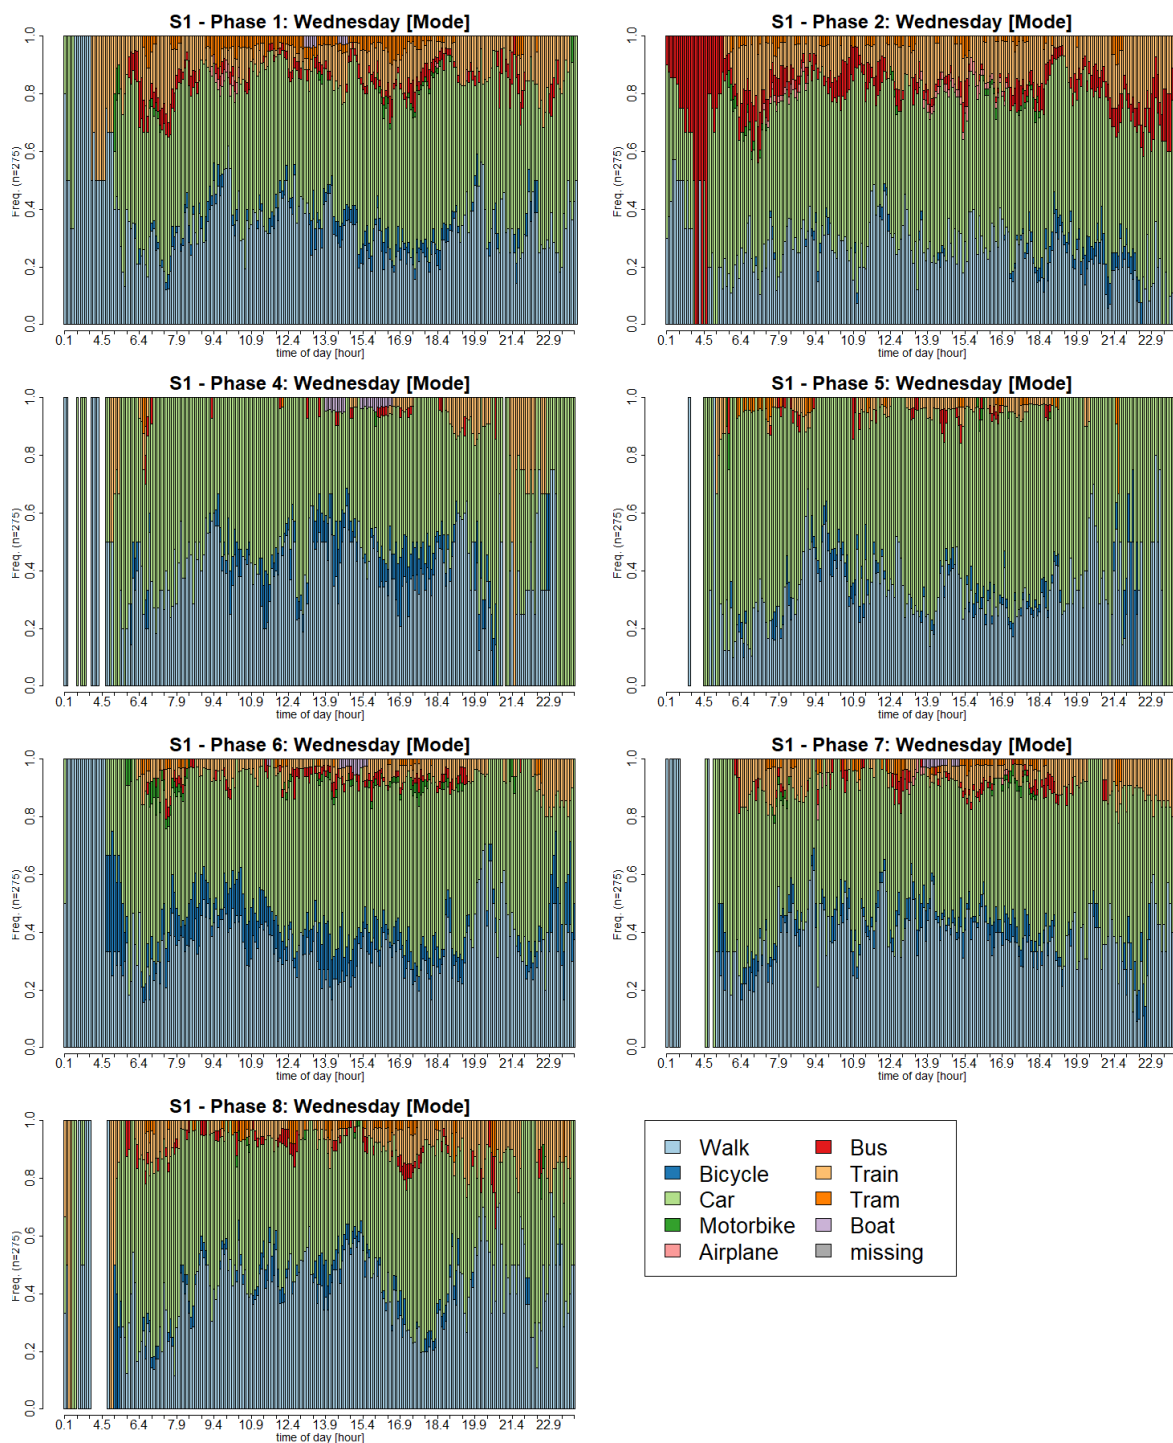 S1 - Phase 1: Wednesday [Mode]
Freq. (n=275)
0.0 0.2 0.4 0.6 0.8 1.0
0.1 4.5 6.4 7.9 9.4 10.9 12.4 13.9 15.4 16.9 18.4 19.9 21.4 22.9
time of day [hour]
S1 - Phase 2: Wednesday [Mode]
Freq. (n=275)
0.0 0.2 0.4 0.6 0.8 1.0
0.1 4.5 6.4 7.9 9.4 10.9 12.4 13.9 15.4 16.9 18.4 19.9 21.4 22.9
time of day [hour]
S1 - Phase 4: Wednesday [Mode]
Freq. (n=275)
0.0 0.2 0.4 0.6 0.8 1.0
0.1 4.5 6.4 7.9 9.4 10.9 12.4 13.9 15.4 16.9 18.4 19.9 21.4 22.9
time of day [hour]
S1 - Phase 5: Wednesday [Mode]
Freq. (n=275)
0.0 0.2 0.4 0.6 0.8 1.0
0.1 4.5 6.4 7.9 9.4 10.9 12.4 13.9 15.4 16.9 18.4 19.9 21.4 22.9
time of day [hour]
S1 - Phase 6: Wednesday [Mode]
Freq. (n=275)
0.0 0.2 0.4 0.6 0.8 1.0
0.1 4.5 6.4 7.9 9.4 10.9 12.4 13.9 15.4 16.9 18.4 19.9 21.4 22.9
time of day [hour]
S1 - Phase 7: Wednesday [Mode]
Freq. (n=275)
0.0 0.2 0.4 0.6 0.8 1.0
0.1 4.5 6.4 7.9 9.4 10.9 12.4 13.9 15.4 16.9 18.4 19.9 21.4 22.9
time of day [hour]
S1 - Phase 8: Wednesday [Mode]
Freq. (n=275)
0.0 0.2 0.4 0.6 0.8 1.0
0.1 4.5 6.4 7.9 9.4 10.9 12.4 13.9 15.4 16.9 18.4 19.9 21.4 22.9
time of day [hour]
Walk
Bicycle
Car
Motorbike
Airplane
Bus
Train
Tram
Boat
missing